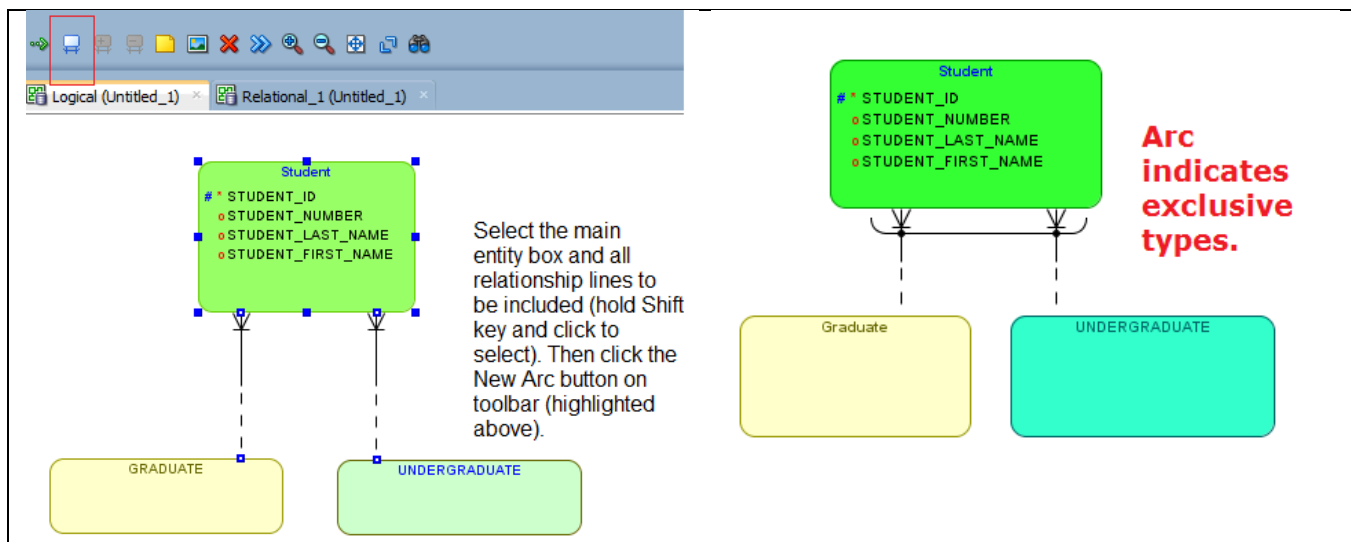 Logical (Untitled_1)
Relational_1 (Untitled_1)
Student
# * STUDENT_ID
o STUDENT_NUMBER
o STUDENT_LAST_NAME
o STUDENT_FIRST_NAME
Select the main
entity box and all
relationship lines to
be included (hold Shift
key and click to
select). Then click the
New Arc button on
toolbar (highlighted
above).
GRADUATE
UNDERGRADUATE
Student
# * STUDENT_ID
o STUDENT_NUMBER
o STUDENT_LAST_NAME
o STUDENT_FIRST_NAME
Arc
indicates
exclusive
types.
Graduate
UNDERGRADUATE